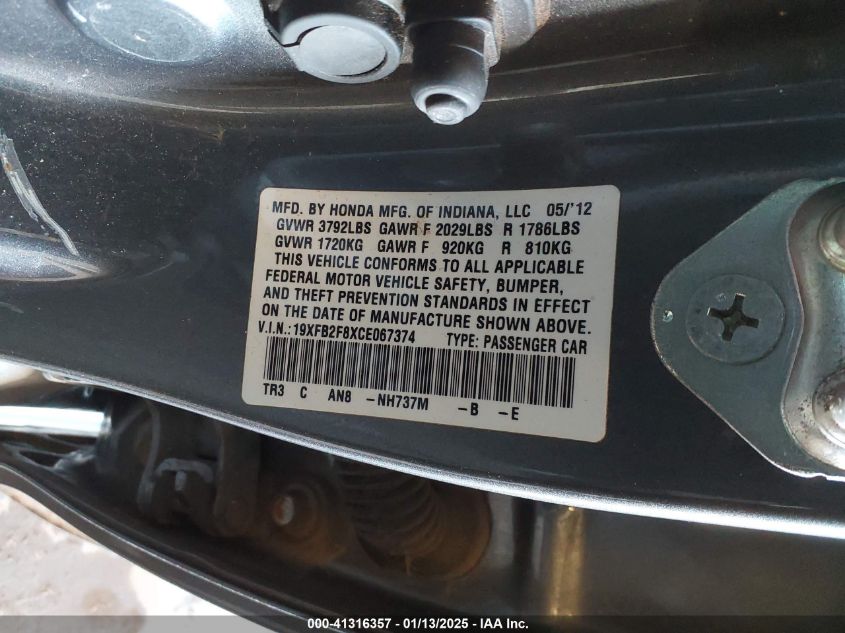 MFD. BY HONDA MFG. OF INDIANA, LLC 05/'12
GVWR 3792LBS GAWR F 2029LBS R 1786LBS
GVWR 1720KG GAWR F 920KG R 810KG
THIS VEHICLE CONFORMS TO ALL APPLICABLE
FEDERAL MOTOR VEHICLE SAFETY, BUMPER,
AND THEFT PREVENTION STANDARDS IN EFFECT
ON THE DATE OF MANUFACTURE SHOWN ABOVE.
V.I.N.:19XFB2F8XCE067374 TYPE: PASSENGER CAR
TR3 C AN8 -NH737M -B -E
000-41316357 - 01/13/2025 - IAA Inc.